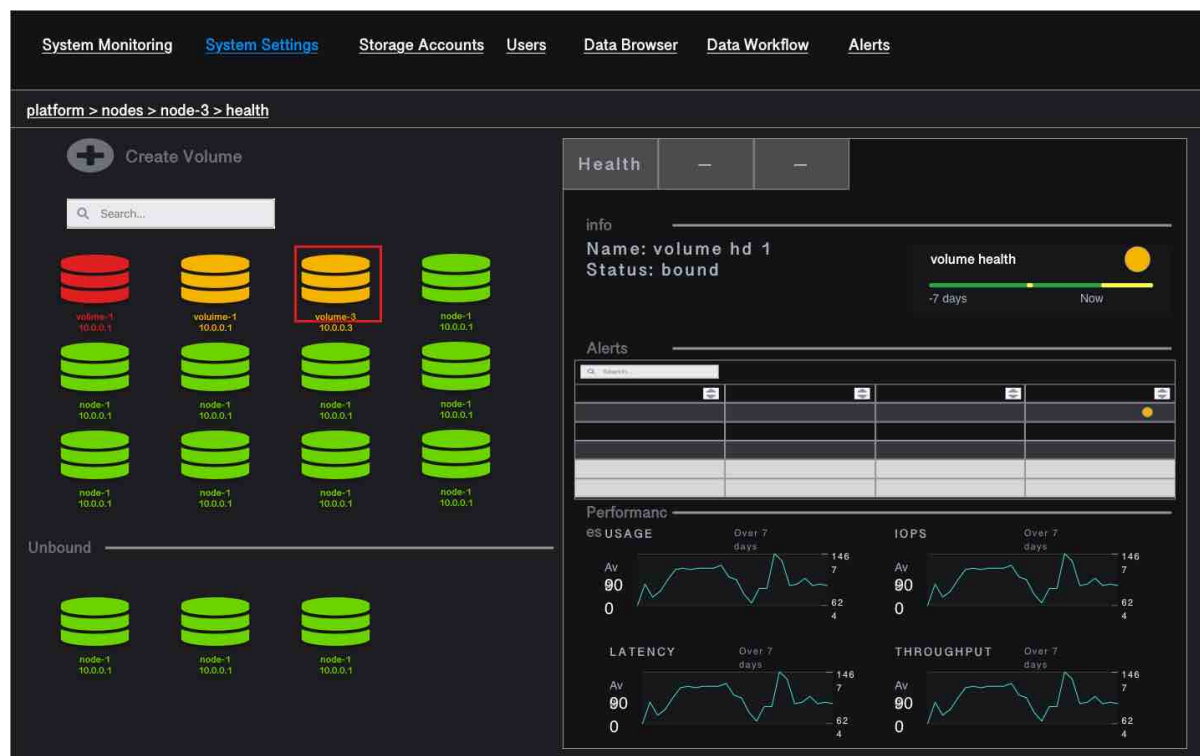 System Monitoring System Settings Storage Accounts Users Data Browser Data Workflow Alerts
platform > nodes > node-3 > health
Create Volume
Search...
volime-1 voluime-1 volume-3 node-1
10.0.0.1 10.0.0.1 10.0.0.3 10.0.0.1
node-1 node-1 node-1 node-1
10.0.0.1 10.0.0.1 10.0.0.1 10.0.0.1
node-1 node-1 node-1 node-1
10.0.0.1 10.0.0.1 10.0.0.1 10.0.0.1
Unbound
node-1 node-1 node-1
10.0.0.1 10.0.0.1 10.0.0.1
Health — —
info
Name: volume hd 1
Status: bound
volume health
-7 days Now
Alerts
Search...
Performanc
es
USAGE Over 7
days
146
7
Av
90
0
62
4
IOPS Over 7
days
146
7
Av
90
0
62
4
LATENCY Over 7
days
146
7
Av
90
0
62
4
THROUGHPUT Over 7
days
146
7
Av
90
0
62
4